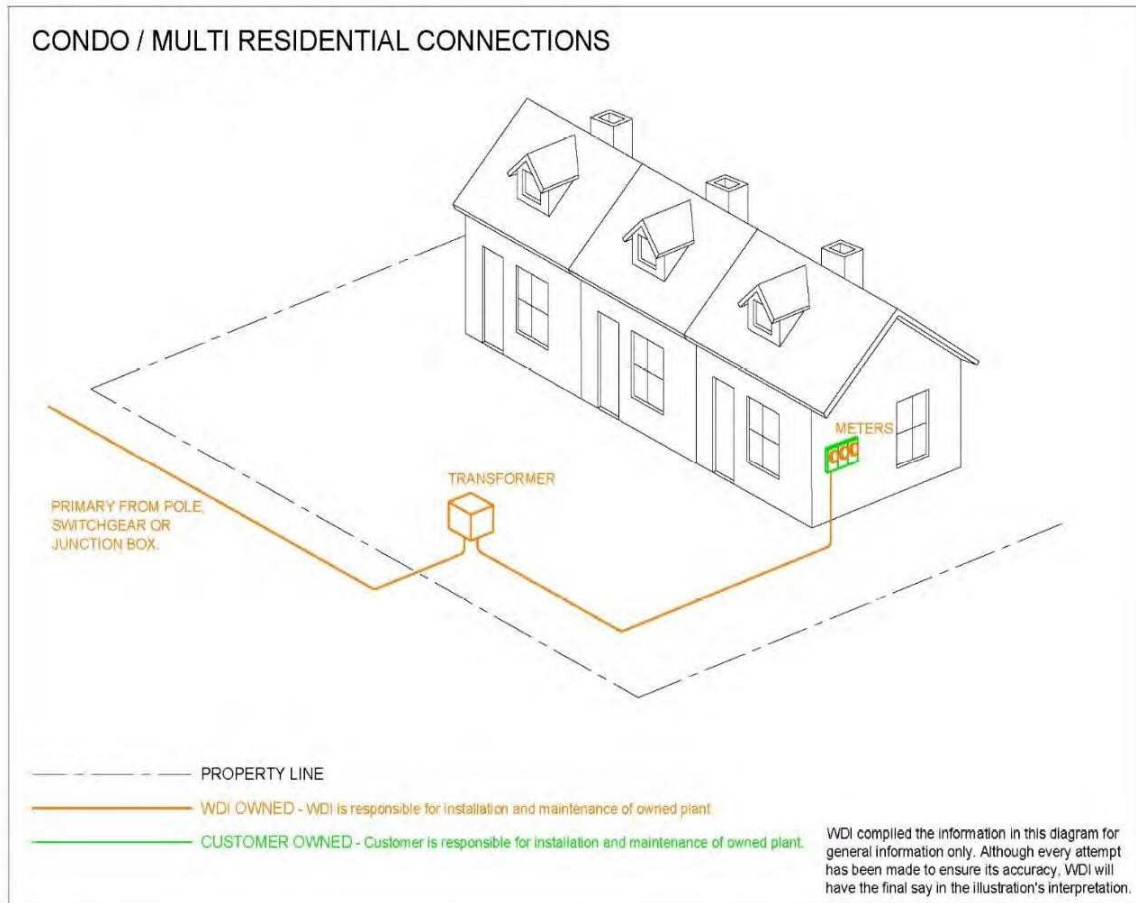 CONDO / MULTI RESIDENTIAL CONNECTIONS
METERS
TRANSFORMER
PRIMARY FROM POLE,
SWITCHGEAR OR
JUNCTION BOX.
PROPERTY LINE
WDI OWNED - WDI is responsible for installation and maintenance of owned plant
CUSTOMER OWNED - Customer is responsible for installation and maintenance of owned plant.
WDI compiled the information in this diagram for
general information only. Although every attempt
has been made to ensure its accuracy, WDI will
have the final say in the illustration's interpretation.